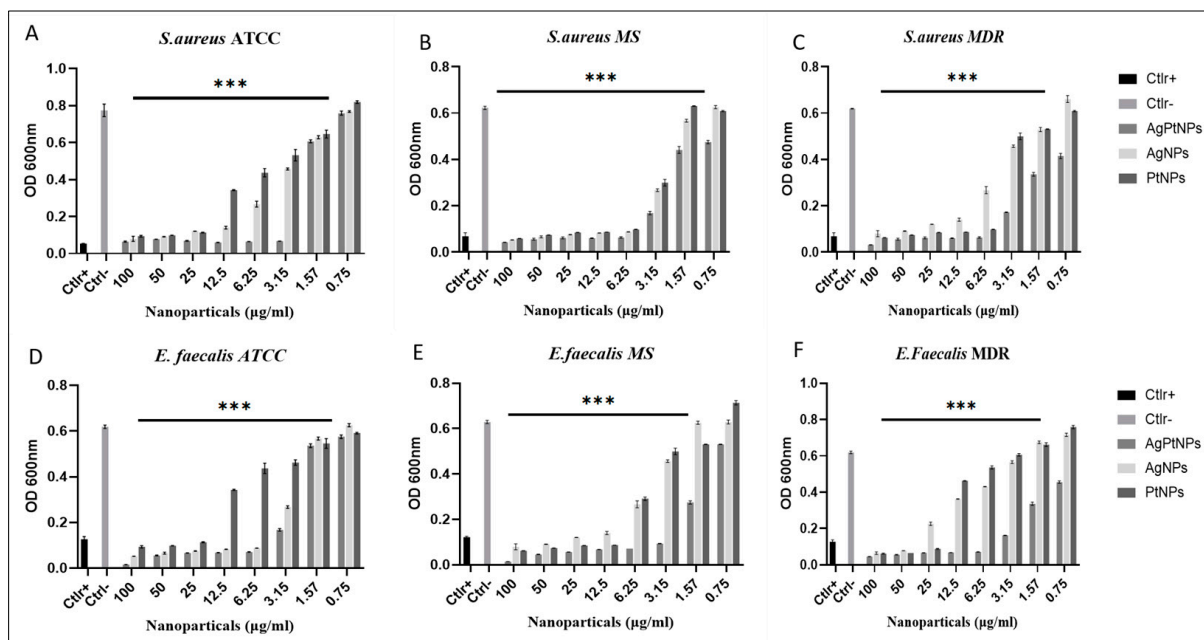 A
S.aureus ATCC
***
OD 600nm
1.0
0.8
0.6
0.4
0.2
0.0
Ctlr+
Ctrl-
100
50
25
12.5
6.25
3.15
1.57
0.75
Nanoparticals (µg/ml)
B
S.aureus MS
***
OD 600nm
0.8
0.6
0.4
0.2
0.0
Ctlr+
Ctrl-
100
50
25
12.5
6.25
3.15
1.57
0.75
Nanoparticals (µg/ml)
C
S.aureus MDR
***
OD 600nm
0.8
0.6
0.4
0.2
0.0
Ctlr+
Ctrl-
100
50
25
12.5
6.25
3.15
1.57
0.75
Nanoparticals (µg/ml)
Ctlr+
Ctlr-
AgPtNPs
AgNPs
PtNPs
D
E. faecalis ATCC
***
OD 600nm
0.8
0.6
0.4
0.2
0.0
Ctlr+
Ctrl-
100
50
25
12.5
6.25
3.15
1.57
0.75
Nanoparticals (µg/ml)
E
E.faecalis MS
***
OD 600nm
0.8
0.6
0.4
0.2
0.0
Ctlr+
Ctrl-
100
50
25
12.5
6.25
3.15
1.57
0.75
Nanoparticals (µg/ml)
F
E.Faecalis MDR
***
OD 600nm
1.0
0.8
0.6
0.4
0.2
0.0
Ctlr+
Ctrl-
100
50
25
12.5
6.25
3.15
1.57
0.75
Nanoparticals (µg/ml)
Ctlr+
Ctlr-
AgPtNPs
AgNPs
PtNPs